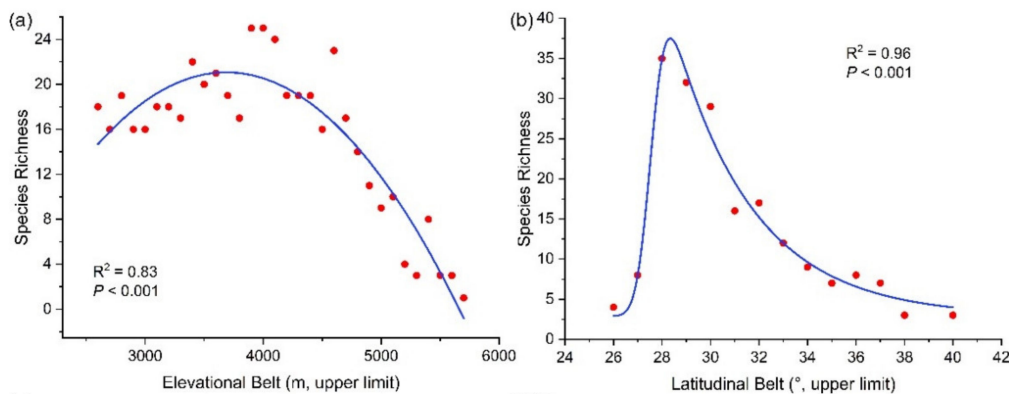 (a)
24
20
16
12
8
4
0
Species Richness
R² = 0.83
P < 0.001
3000 4000 5000 6000
Elevational Belt (m, upper limit)
(b)
40
35
30
25
20
15
10
5
0
Species Richness
R² = 0.96
P < 0.001
24 26 28 30 32 34 36 38 40 42
Latitudinal Belt (°, upper limit)